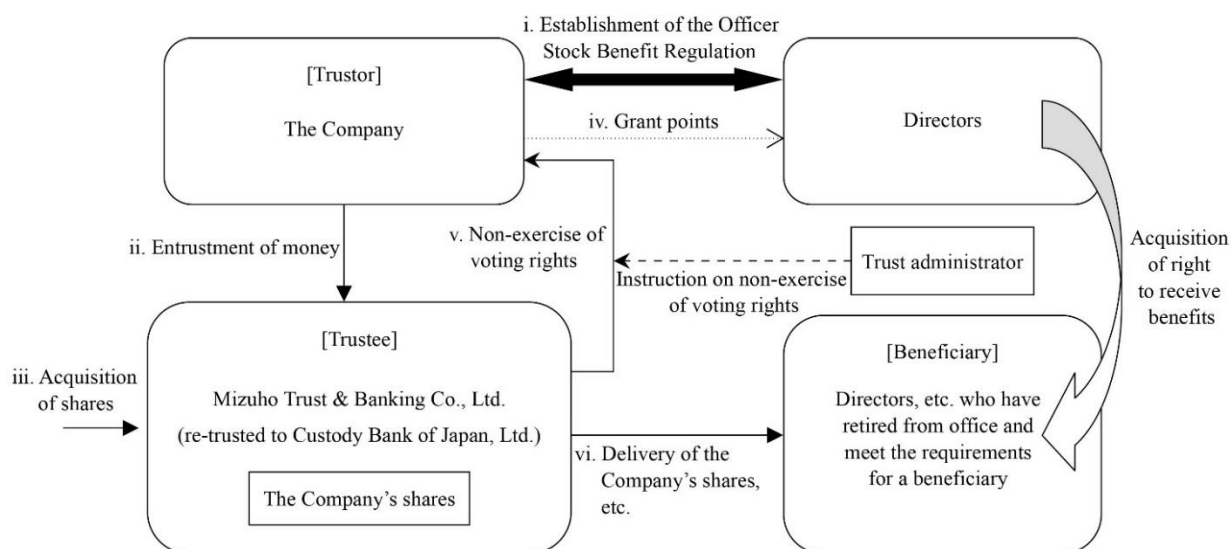 i. Establishment of the Officer
Stock Benefit Regulation
[Trustor]
The Company
Directors
iv. Grant points
ii. Entrustment of money
v. Non-exercise of
voting rights
Trust administrator
Instruction on non-exercise
of voting rights
Acquisition
of right
to receive
benefits
iii. Acquisition
of shares
[Trustee]
Mizuho Trust & Banking Co., Ltd.
(re-trusted to Custody Bank of Japan, Ltd.)
The Company’s shares
vi. Delivery of the
Company’s shares,
etc.
[Beneficiary]
Directors, etc. who have
retired from office and
meet the requirements
for a beneficiary